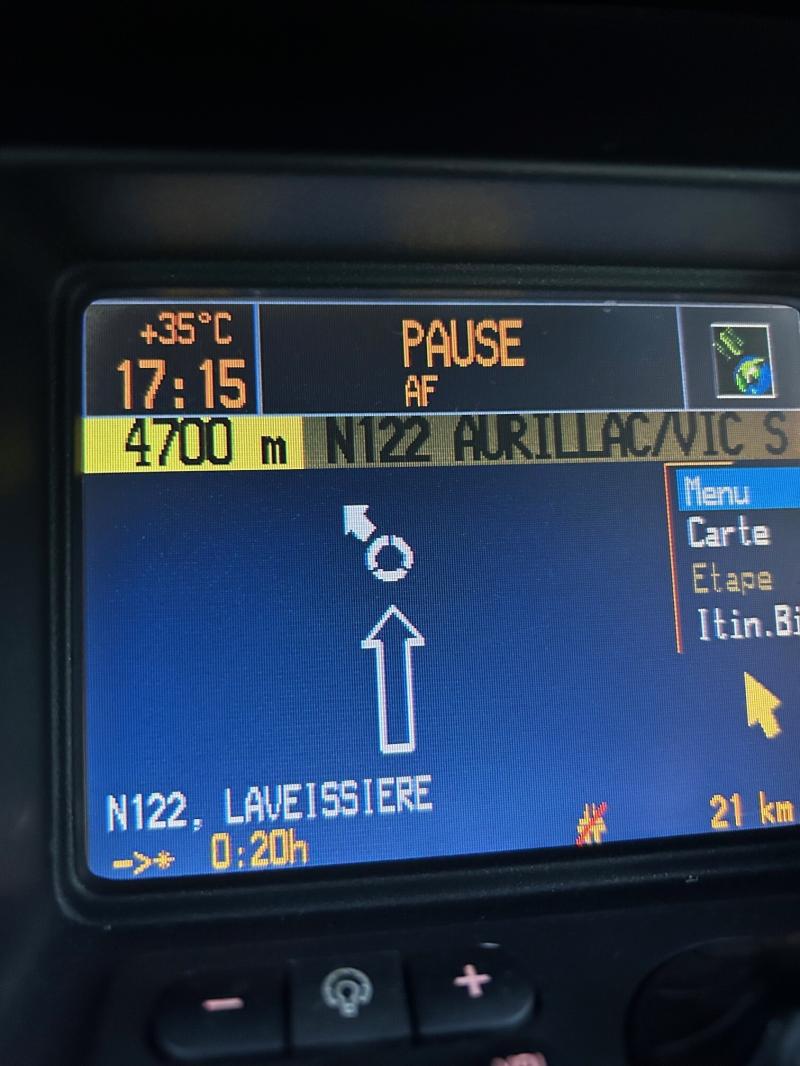 +35°C
17:15
PAUSE
AF
4700 m
N122 AURILLAC/VIC S
Menu
Carte
Etape
Itin.Bi
N122, LAVEISSIERE
->* 0:20h
21 km
- +